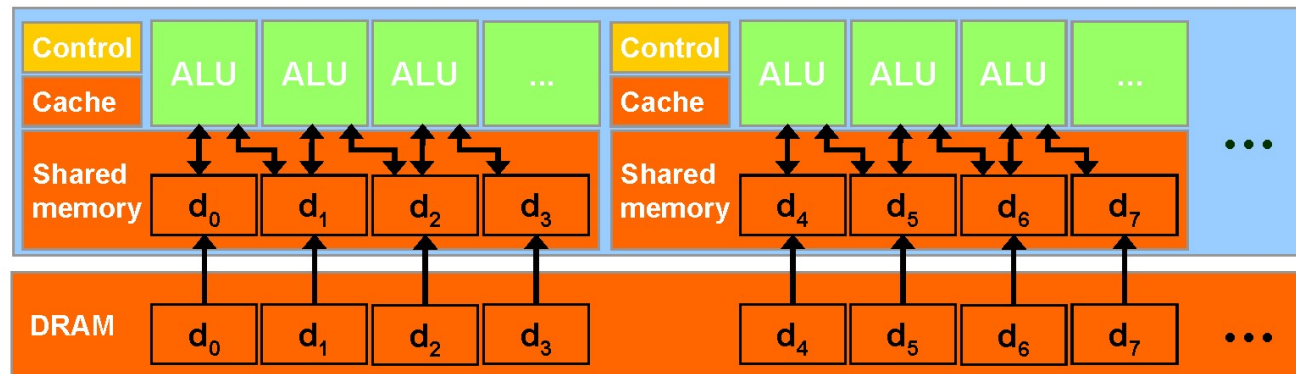 Control ALU ALU ALU ... Control ALU ALU ALU ...
Cache Cache
...
Shared memory d0 d1 d2 d3 Shared memory d4 d5 d6 d7
DRAM d0 d1 d2 d3 d4 d5 d6 d7 ...